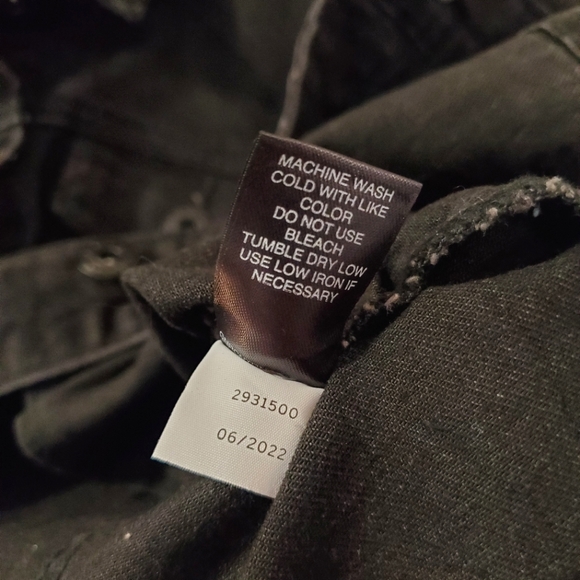 MACHINE WASH
COLD WITH LIKE
COLOR
DO NOT USE
BLEACH
TUMBLE DRY LOW
USE LOW IRON IF
NECESSARY
2931500
06/2022